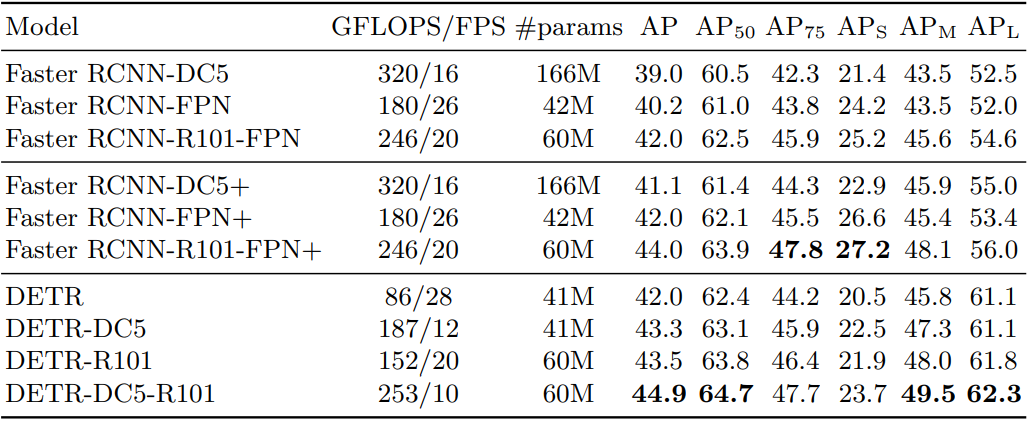 Model GFLOPS/FPS #params AP AP50 AP75 APS APM APL
Faster RCNN-DC5 320/16 166M 39.0 60.5 42.3 21.4 43.5 52.5
Faster RCNN-FPN 180/26 42M 40.2 61.0 43.8 24.2 43.5 52.0
Faster RCNN-R101-FPN 246/20 60M 42.0 62.5 45.9 25.2 45.6 54.6
Faster RCNN-DC5+ 320/16 166M 41.1 61.4 44.3 22.9 45.9 55.0
Faster RCNN-FPN+ 180/26 42M 42.0 62.1 45.5 26.6 45.4 53.4
Faster RCNN-R101-FPN+ 246/20 60M 44.0 63.9 47.8 27.2 48.1 56.0
DETR 86/28 41M 42.0 62.4 44.2 20.5 45.8 61.1
DETR-DC5 187/12 41M 43.3 63.1 45.9 22.5 47.3 61.1
DETR-R101 152/20 60M 43.5 63.8 46.4 21.9 48.0 61.8
DETR-DC5-R101 253/10 60M 44.9 64.7 47.7 23.7 49.5 62.3